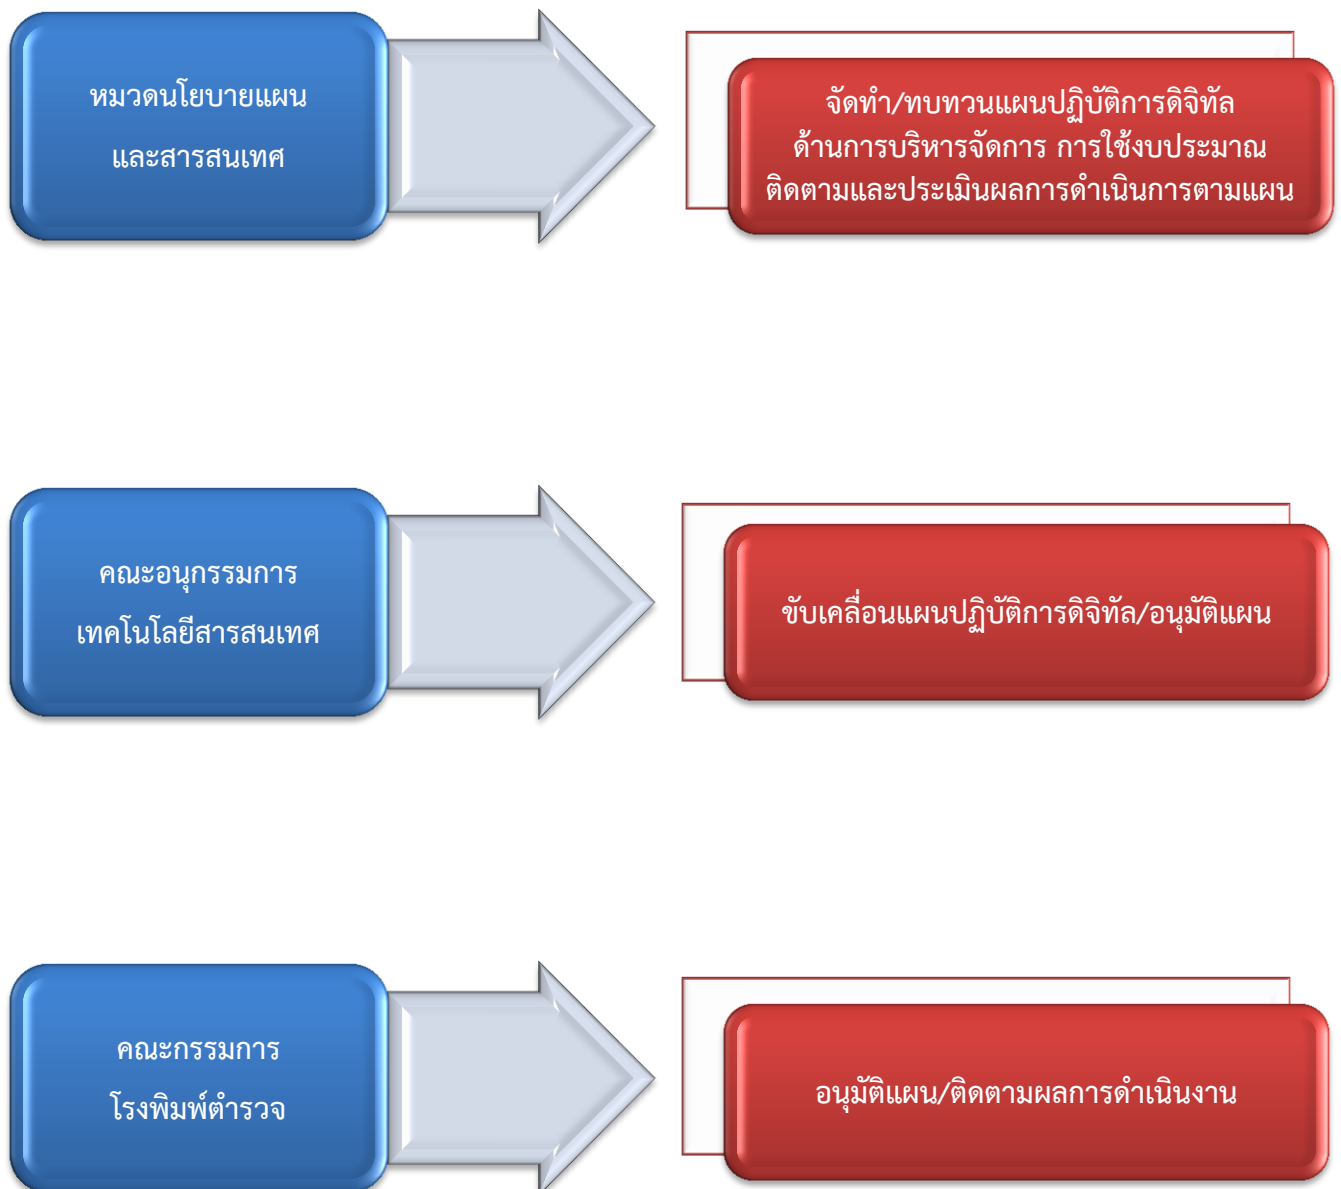 หมวดนโยบายแผน
และสารสนเทศ
จัดทำ/ทบทวนแผนปฏิบัติการดิจิทัล
ด้านการบริหารจัดการ การใช้งบประมาณ
ติดตามและประเมินผลการดำเนินการตามแผน
คณะอนุกรรมการ
เทคโนโลยีสารสนเทศ
ขับเคลื่อนแผนปฏิบัติการดิจิทัล/อนุมัติแผน
คณะกรรมการ
โรงพิมพ์ตำรวจ
อนุมัติแผน/ติดตามผลการดำเนินงาน